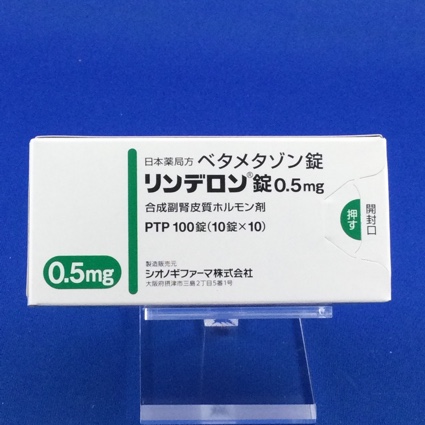 日本薬局方 ベタメタゾン錠
リンデロン®錠0.5mg
合成副腎皮質ホルモン剤
PTP 100錠(10錠×10)
製造販売元
シオノギファーマ株式会社
大阪府摂津市三島2丁目5番1号
0.5mg
開封口
押す